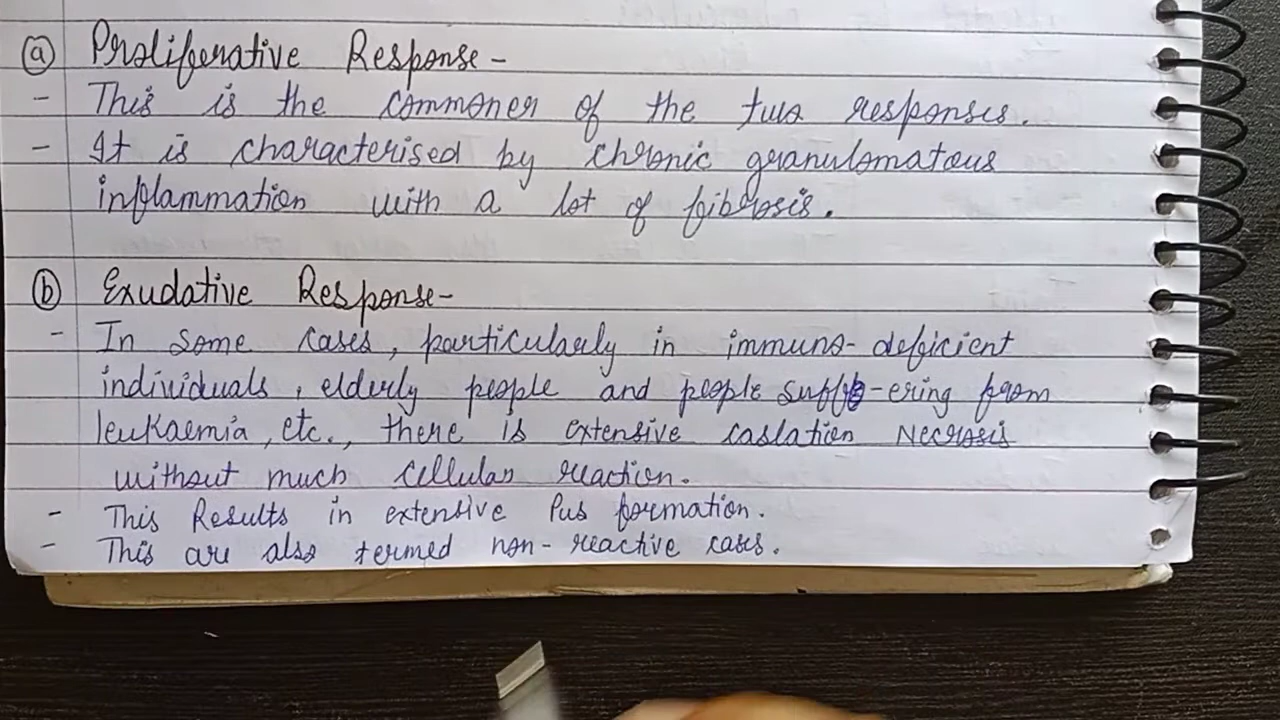 (a) Proliferative Response -
- This is the commoner of the two responses.
- It is characterised by chronic granulomatous
inflammation with a lot of fibrosis.
(b) Exudative Response -
- In some cases, particularly in immuno-deficient
individuals, elderly people and people suff-ering from
leukaemia, etc., there is extensive caslation Necrosis
without much cellular reaction.
- This Results in extensive Pus formation.
- This are also termed non-reactive cases.